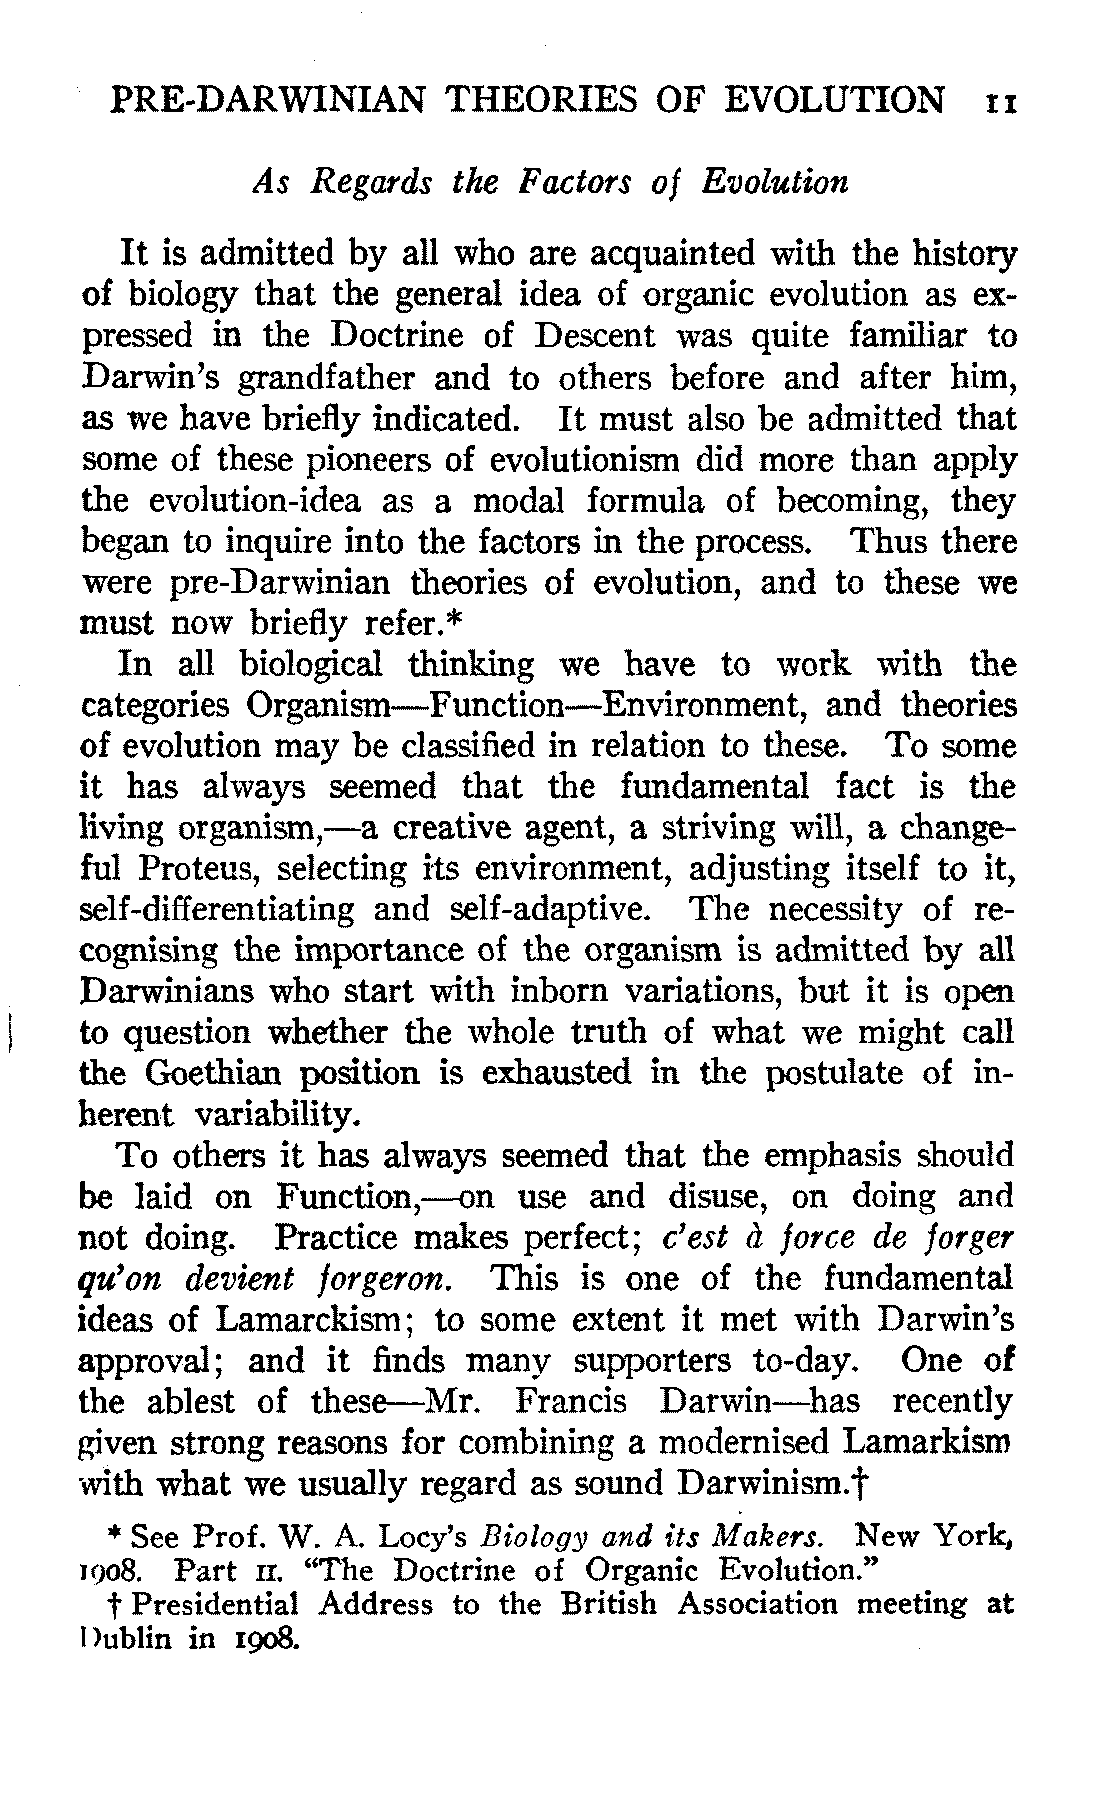 PRE-DARWINIAN THEORIES OF EVOLUTION 11
As Regards the Factors of Evolution
It is admitted by all who are acquainted with the history
of biology that the general idea of organic evolution as ex-
pressed in the Doctrine of Descent was quite familiar to
Darwin's grandfather and to others before and after him,
as we have briefly indicated. It must also be admitted that
some of these pioneers of evolutionism did more than apply
the evolution-idea as a modal formula of becoming, they
began to inquire into the factors in the process. Thus there
were pre-Darwinian theories of evolution, and to these we
must now briefly refer.*
In all biological thinking we have to work with the
categories Organism—Function—Environment, and theories
of evolution may be classified in relation to these. To some
it has always seemed that the fundamental fact is the
living organism,—a creative agent, a striving will, a change-
ful Proteus, selecting its environment, adjusting itself to it,
self-differentiating and self-adaptive. The necessity of re-
cognising the importance of the organism is admitted by all
Darwinians who start with inborn variations, but it is open
to question whether the whole truth of what we might call
the Goethian position is exhausted in the postulate of in-
herent variability.
To others it has always seemed that the emphasis should
be laid on Function,—on use and disuse, on doing and
not doing. Practice makes perfect; c'est à force de forger
qu'on devient forgeron. This is one of the fundamental
ideas of Lamarckism; to some extent it met with Darwin's
approval; and it finds many supporters to-day. One of
the ablest of these—Mr. Francis Darwin—has recently
given strong reasons for combining a modernised Lamarkism
with what we usually regard as sound Darwinism.†
* See Prof. W. A. Locy's Biology and its Makers. New York,
1908. Part II. "The Doctrine of Organic Evolution."
† Presidential Address to the British Association meeting at
Dublin in 1908.